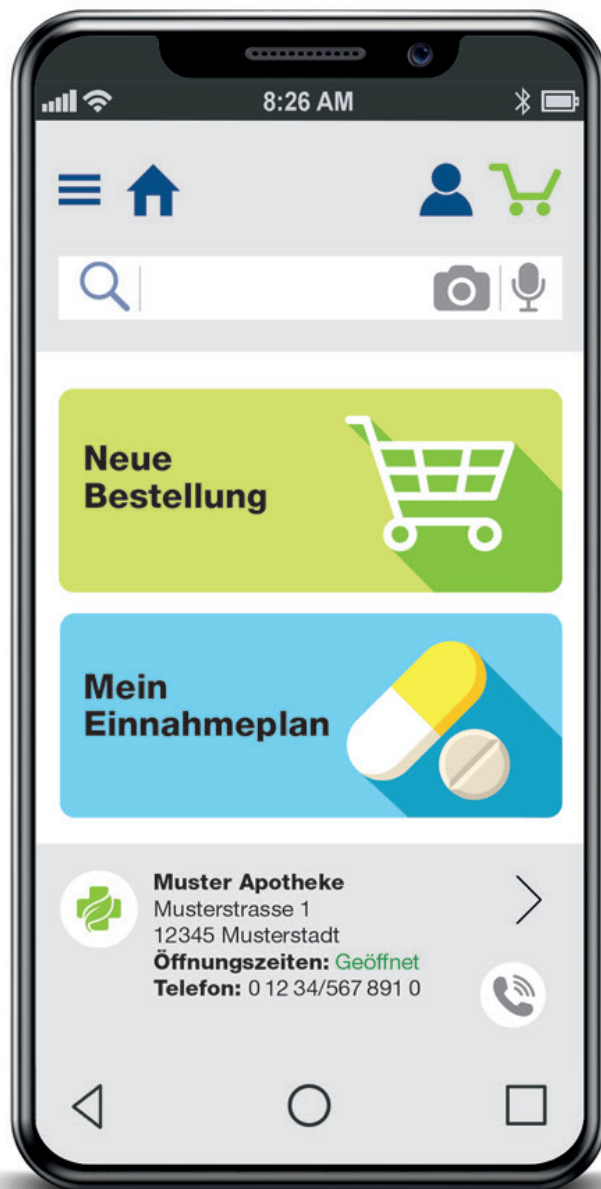 8:26 AM
Neue
Bestellung
Mein
Einnahmeplan
Muster Apotheke
Musterstrasse 1
12345 Musterstadt
Öffnungszeiten: Geöffnet
Telefon: 0 12 34/567 891 0